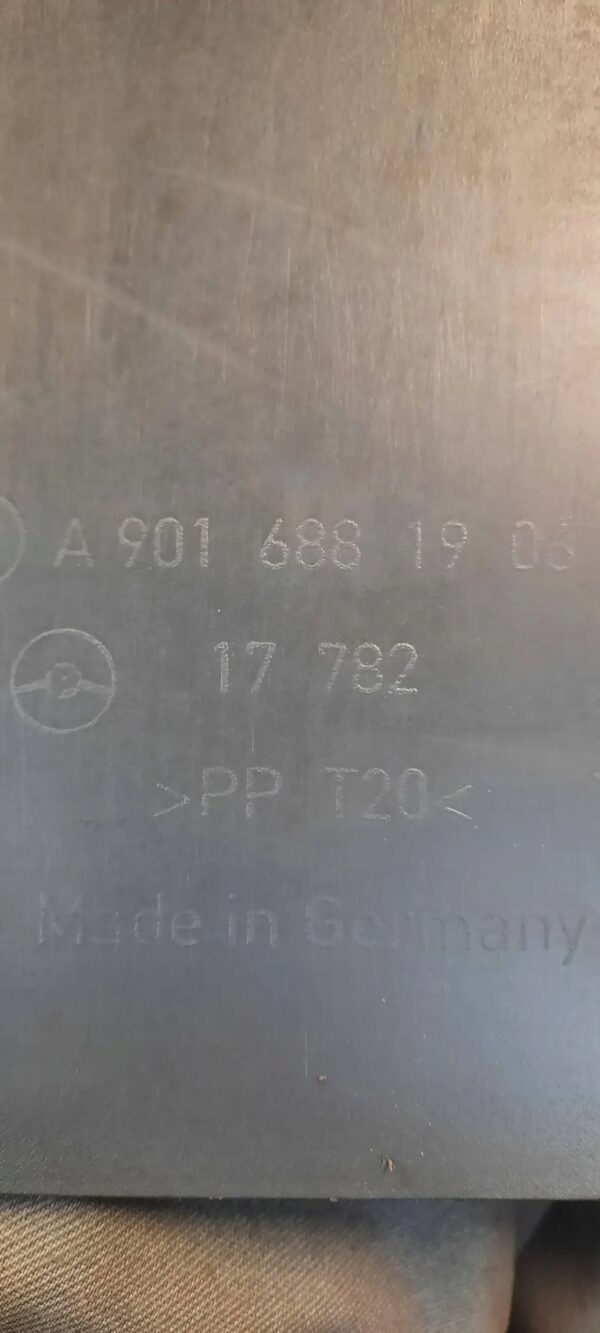 A 901 688 19 06
17 782
>PP T20<
Made in Germany